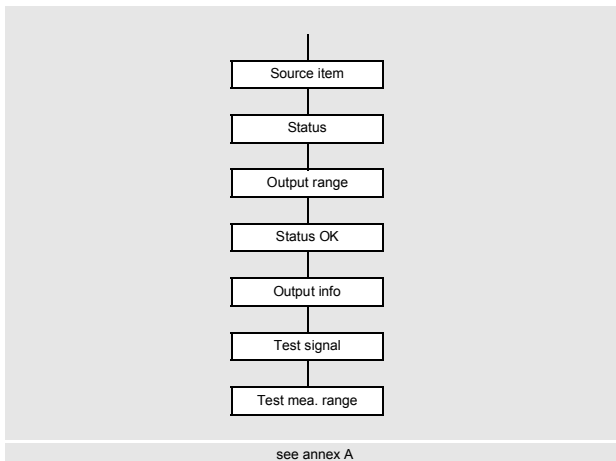 Source item
Status
Output range
Status OK
Output info
Test signal
Test mea. range
see annex A